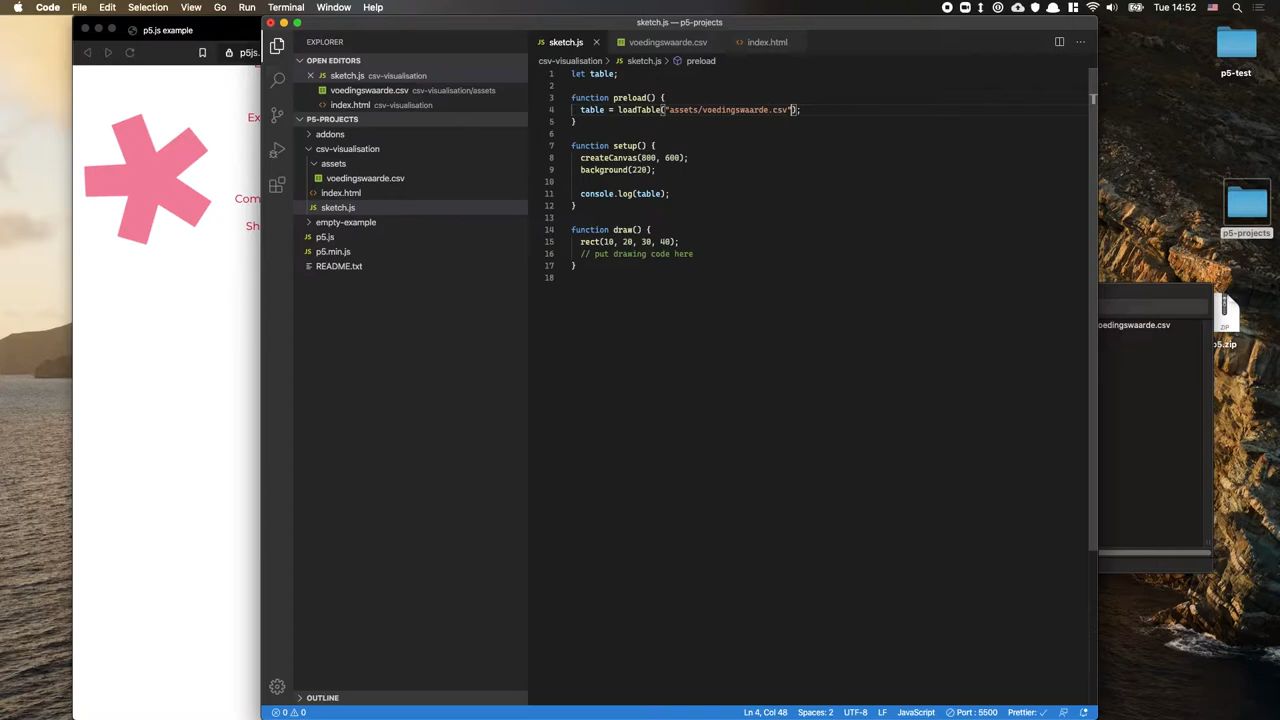 Code File Edit Selection View Go Run Terminal Window Help
Tue 14:52
p5.js example
p5js.
Ex
Com
Sh
sketch.js — p5-projects
EXPLORER
OPEN EDITORS
sketch.js csv-visualisation
voedingswaarde.csv csv-visualisation/assets
index.html csv-visualisation
P5-PROJECTS
addons
csv-visualisation
assets
voedingswaarde.csv
index.html
sketch.js
empty-example
p5.js
p5.min.js
README.txt
OUTLINE
sketch.js voedingswaarde.csv index.html
csv-visualisation > sketch.js > preload
1 let table;
2
3 function preload() {
4 table = loadTable("assets/voedingswaarde.csv");
5 }
6
7 function setup() {
8 createCanvas(800, 600);
9 background(220);
10
11 console.log(table);
12 }
13
14 function draw() {
15 rect(10, 20, 30, 40);
16 // put drawing code here
17 }
18
0 0
Ln 4, Col 48 Spaces: 2 UTF-8 LF JavaScript Port : 5500 Prettier: ✓
p5-test
p5-projects
oedingswaarde.csv
ZIP
p5.zip